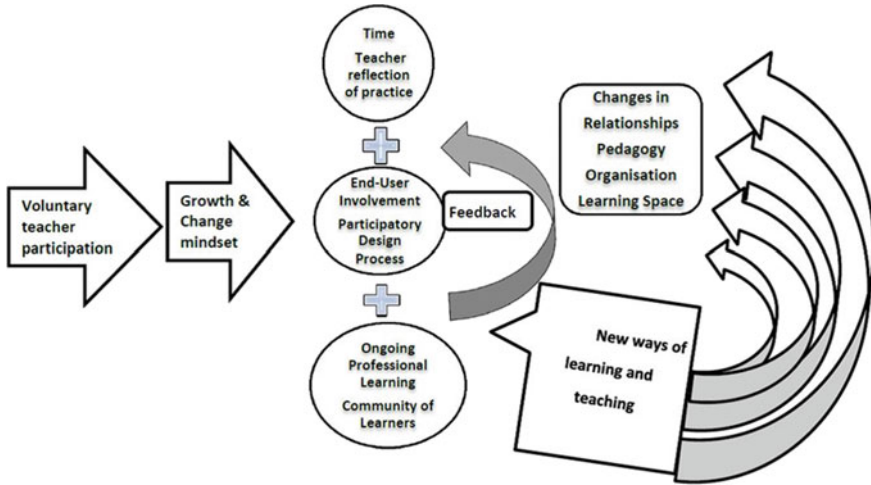 Voluntary
teacher
participation
Growth &
Change
mindset
Time
Teacher
reflection
of practice
End-User
Involvement
Participatory
Design
Process
Feedback
Ongoing
Professional
Learning
Community of
Learners
Changes in
Relationships
Pedagogy
Organisation
Learning Space
New ways of
learning and
teaching